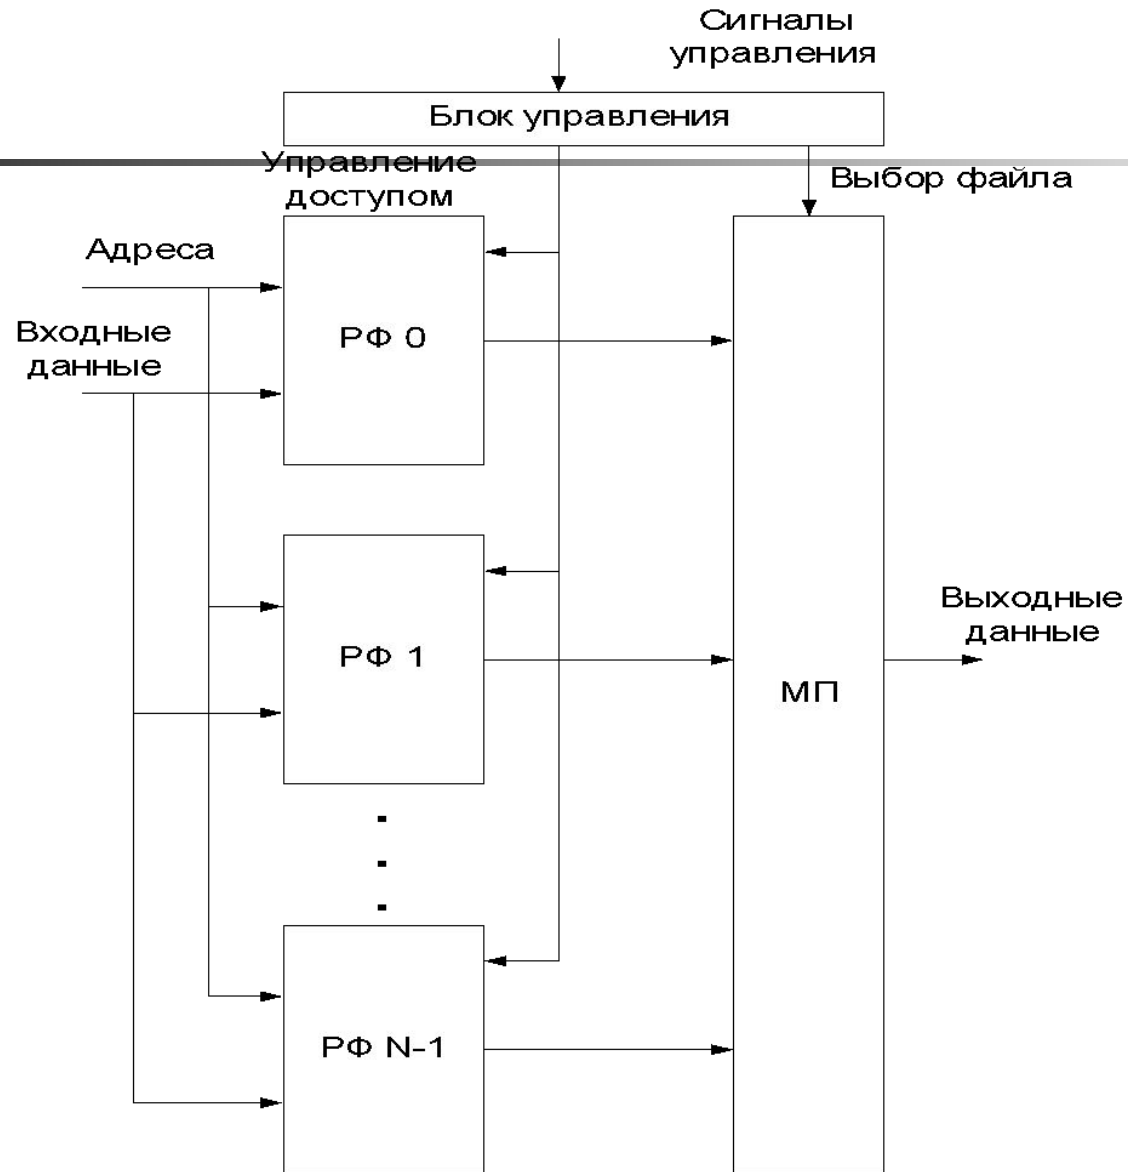 Сигналы
управления
Блок управления
Управление
доступом
Выбор файла
Адреса
Входные
данные
РФ 0
РФ 1
Выходные
данные
МП
РФ N-1